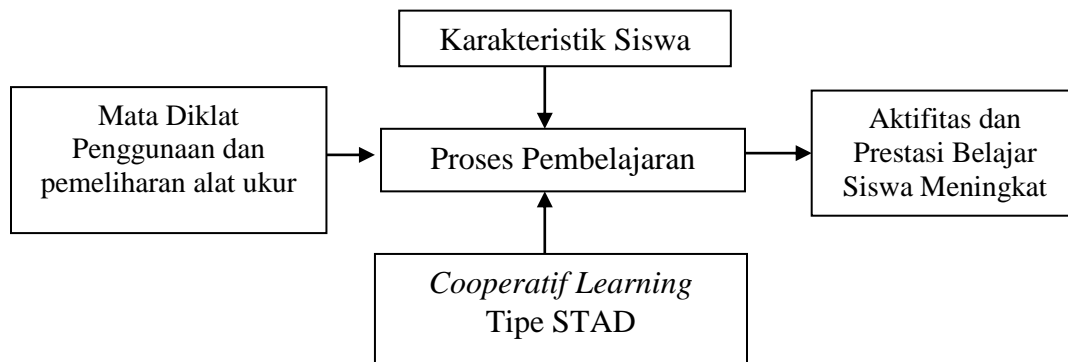 Karakteristik Siswa
Mata Diklat
Penggunaan dan
pemeliharan alat ukur
Proses Pembelajaran
Aktifitas dan
Prestasi Belajar
Siswa Meningkat
Cooperatif Learning
Tipe STAD